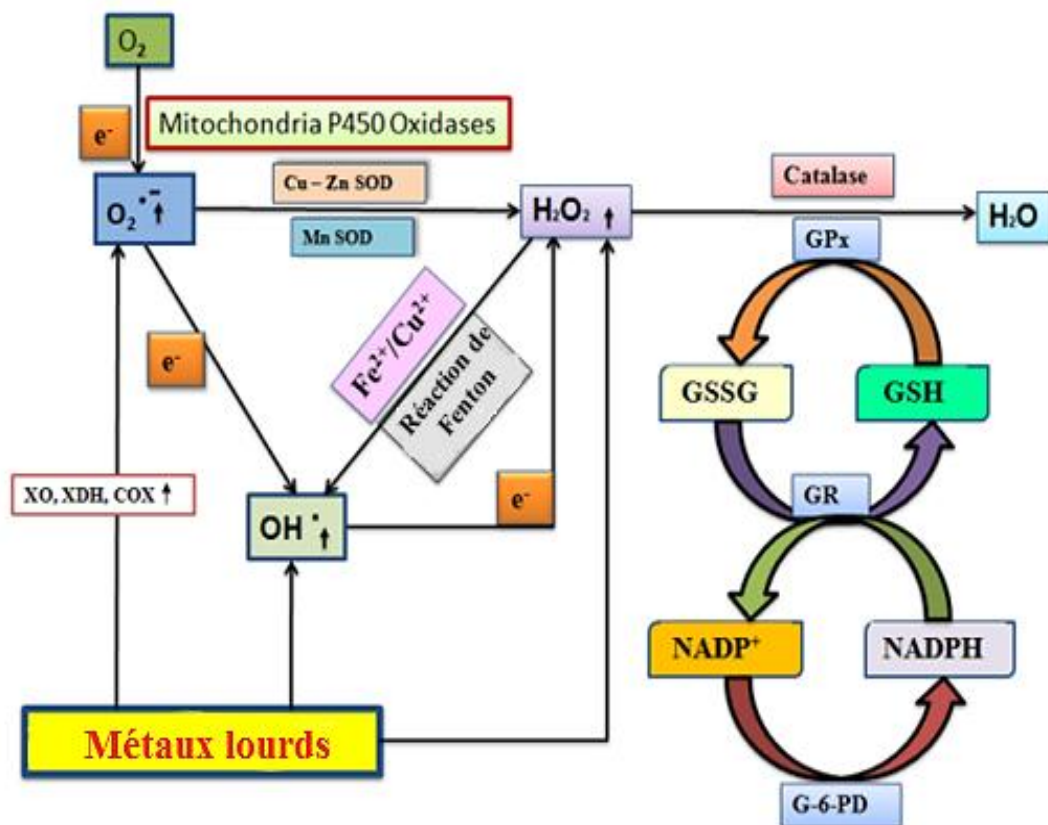 O₂
e⁻
Mitochondria P450 Oxidases
O₂•⁻↑
Cu – Zn SOD
Mn SOD
H₂O₂ ↑
Catalase
GPx
H₂O
e⁻
Fe²⁺/Cu²⁺
Réaction de
Fenton
GSSG
GSH
XO, XDH, COX ↑
e⁻
GR
OH•↑
NADP⁺
NADPH
Métaux lourds
G-6-PD